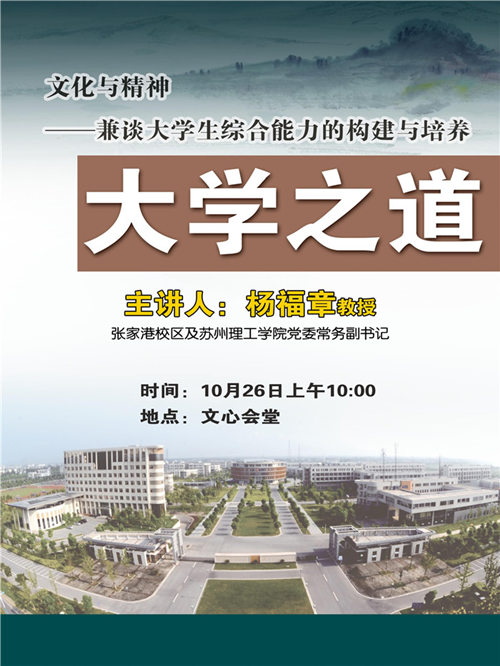 文化与精神
——兼谈大学生综合能力的构建与培养
大学之道
主讲人：杨福章教授
张家港校区及苏州理工学院党委常务副书记
时间：10月26日上午10:00
地点：文心会堂